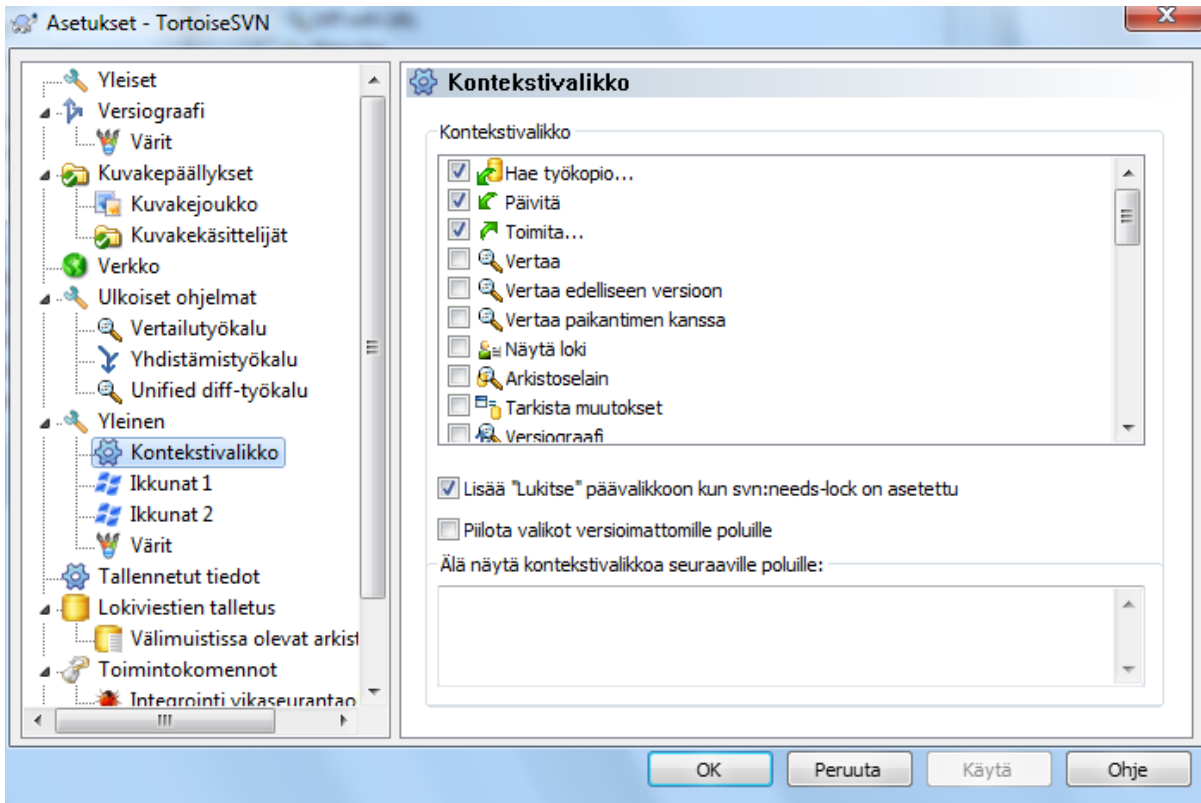 Asetukset - TortoiseSVN
Yleiset
Versiograafi
Värit
Kuvakepäällykset
Kuvakejoukko
Kuvakekäsittelijät
Verkko
Ulkoiset ohjelmat
Vertailutyökalu
Yhdistämistyökalu
Unified diff-työkalu
Yleinen
Kontekstivalikko
Ikkunat 1
Ikkunat 2
Värit
Tallennetut tiedot
Lokiviestien talletus
Välimuistissa olevat arkist
Toimintokomennot
Integrointi vikaseurantao
Kontekstivalikko
Kontekstivalikko
Hae työkopio...
Päivitä
Toimita...
Vertaa
Vertaa edelliseen versioon
Vertaa paikantimen kanssa
Näytä loki
Arkistoselain
Tarkista muutokset
Versiograafi
Lisää "Lukitse" päävalikkoon kun svn:needs-lock on asetettu
Piilota valikot versioimattomille poluille
Älä näytä kontekstivalikkoa seuraaville poluille:
OK
Peruuta
Käytä
Ohje